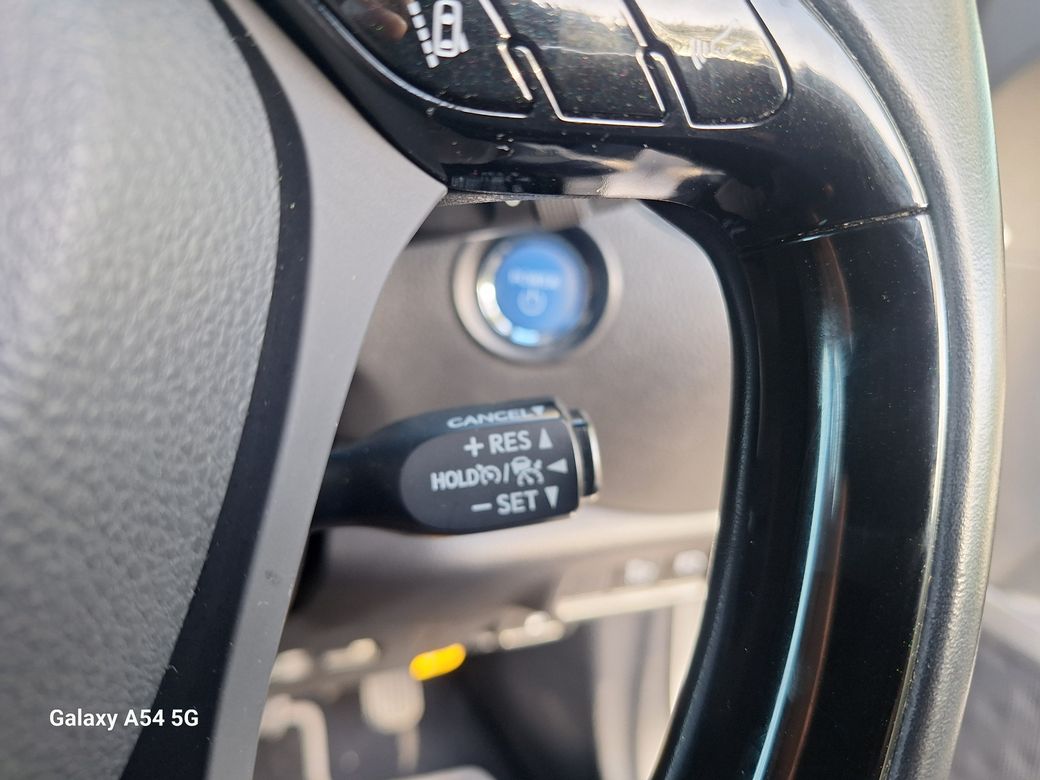 CANCEL
+ RES
HOLD /
– SET
Galaxy A54 5G